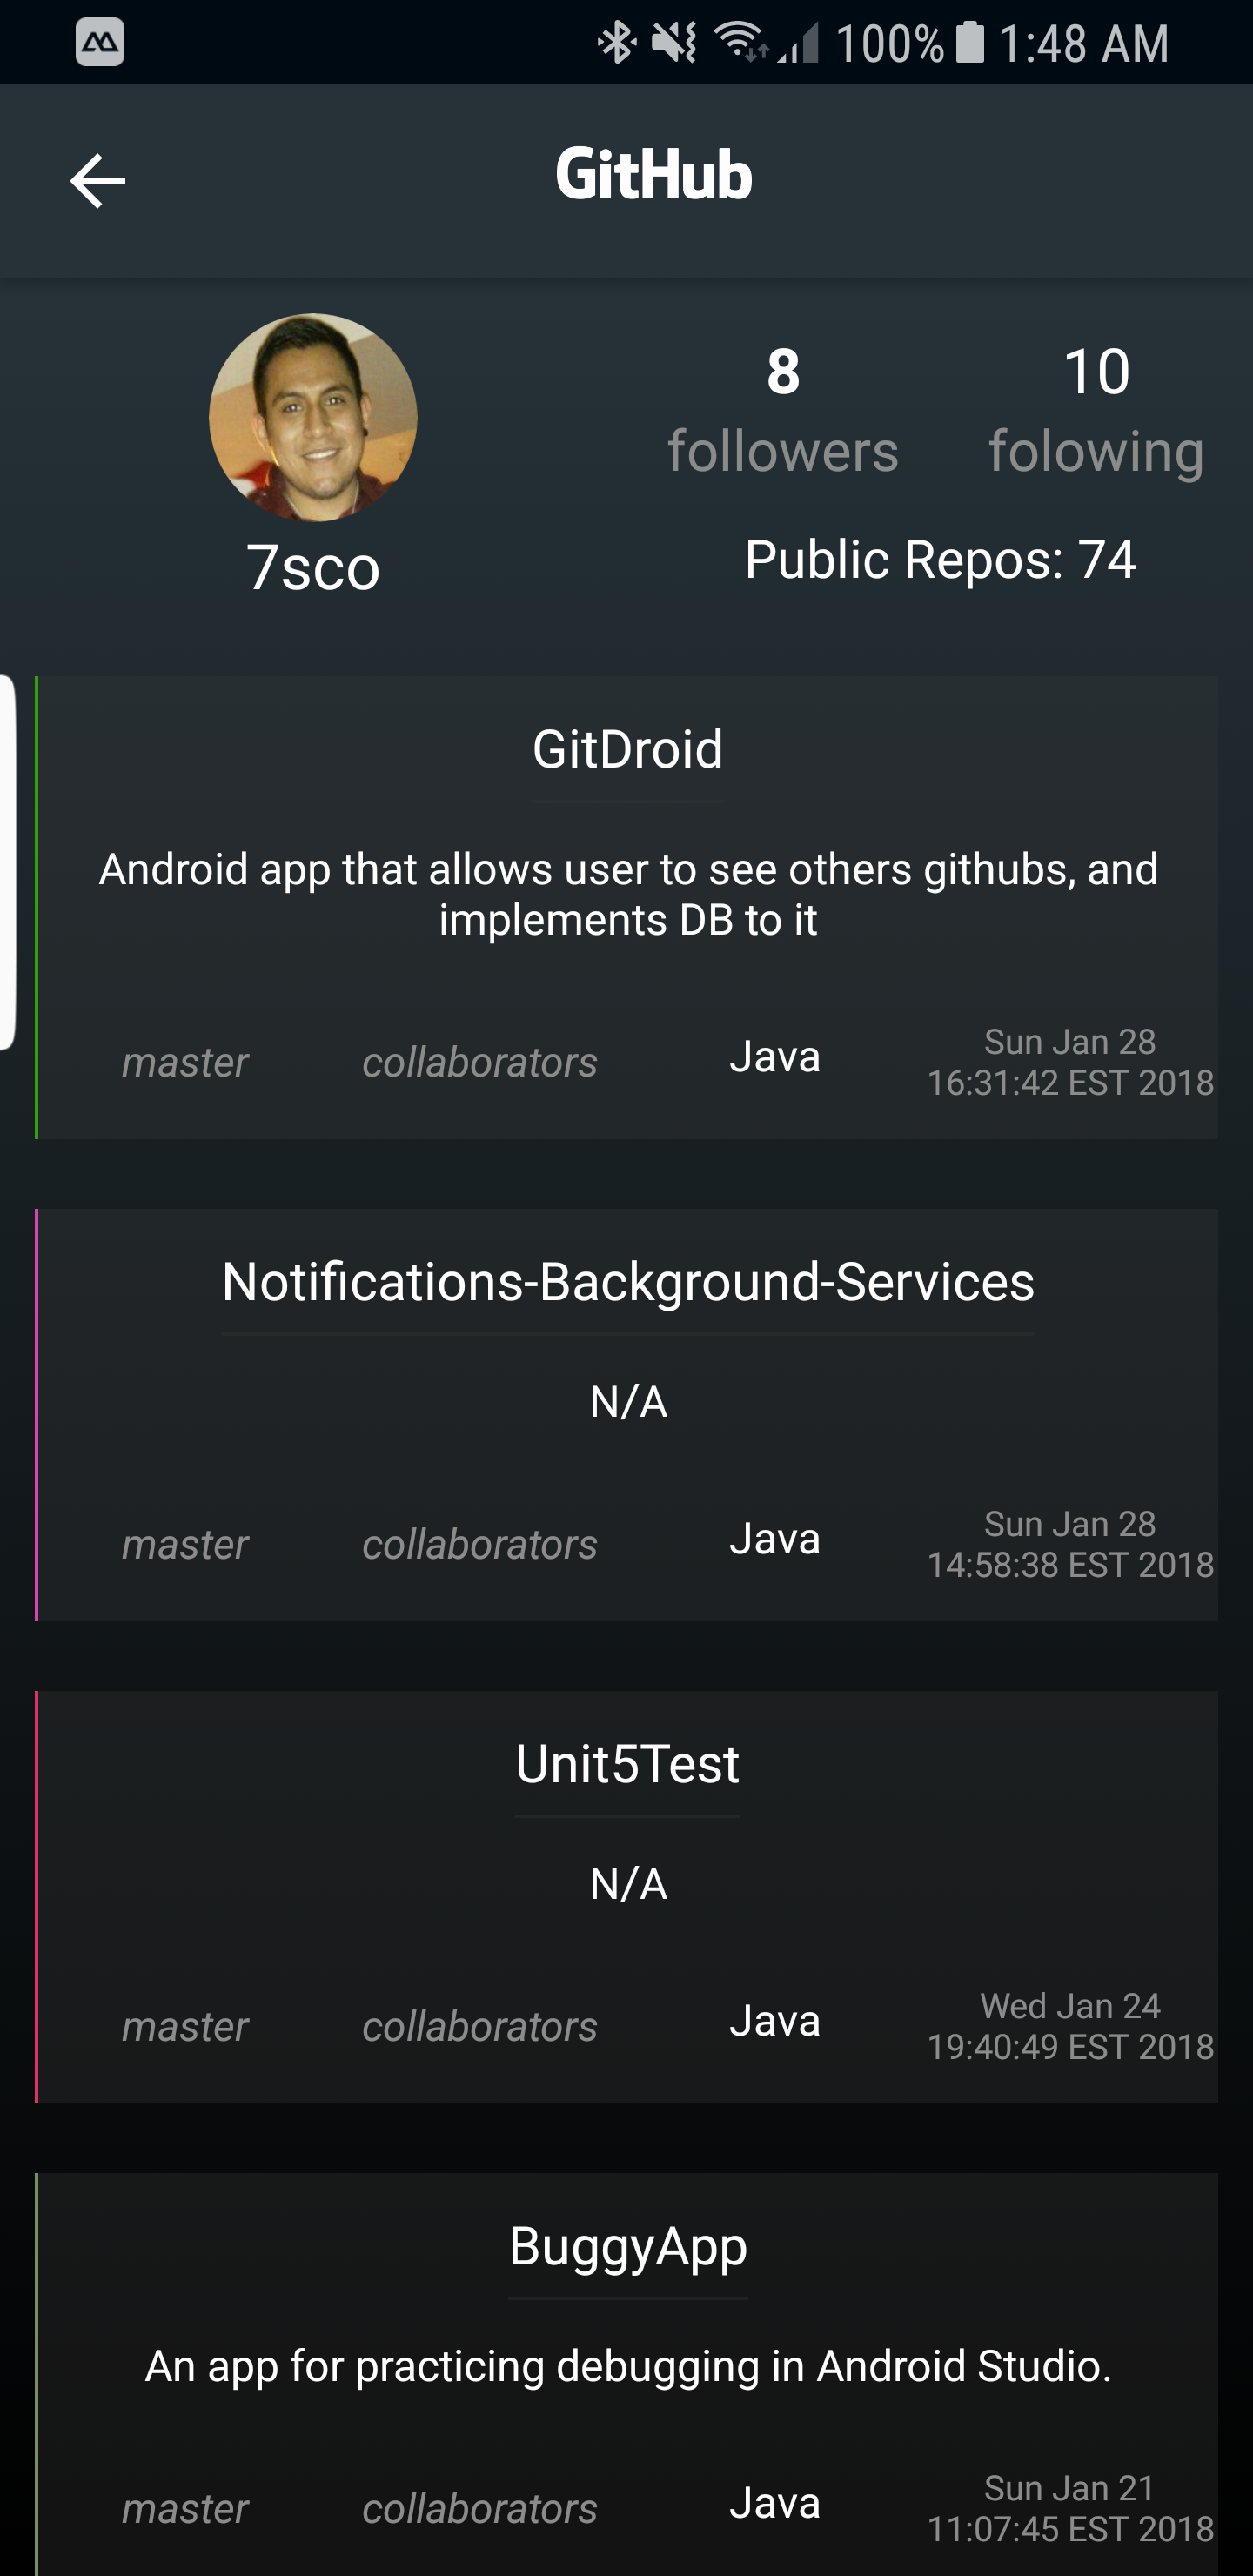 100% 1:48 AM
GitHub
8 10
followers folowing
7sco
Public Repos: 74
GitDroid
Android app that allows user to see others githubs, and
implements DB to it
master collaborators Java Sun Jan 28
16:31:42 EST 2018
Notifications-Background-Services
N/A
master collaborators Java Sun Jan 28
14:58:38 EST 2018
Unit5Test
N/A
master collaborators Java Wed Jan 24
19:40:49 EST 2018
BuggyApp
An app for practicing debugging in Android Studio.
master collaborators Java Sun Jan 21
11:07:45 EST 2018